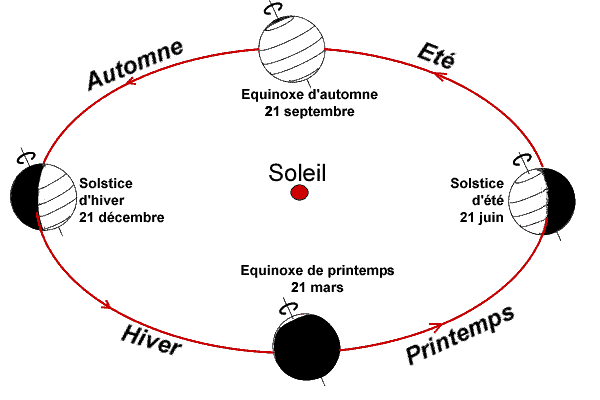 Automne
Eté
Equinoxe d'automne
21 septembre
Soleil
Solstice
d'hiver
21 décembre
Solstice
d'été
21 juin
Equinoxe de printemps
21 mars
Hiver
Printemps